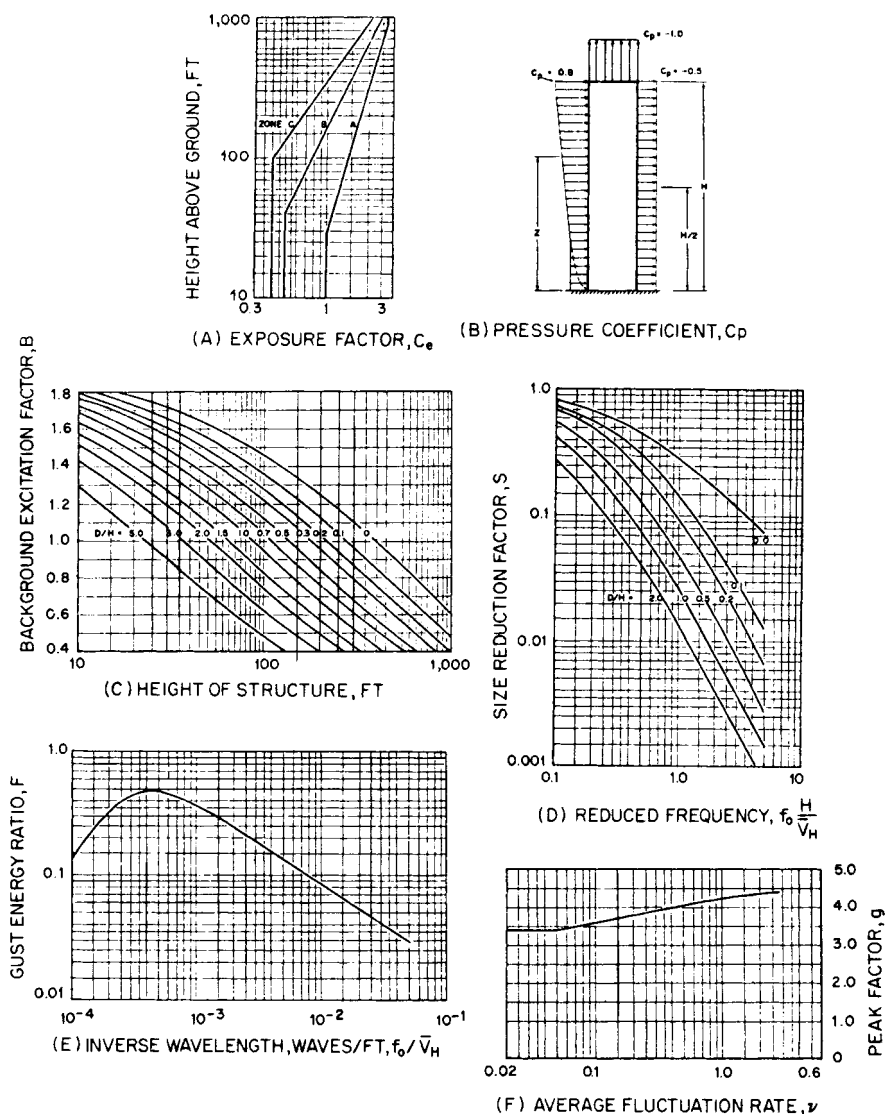 1,000
100
10
HEIGHT ABOVE GROUND, FT
ZONE C B A
0.3 1 3
(A) EXPOSURE FACTOR, Ce
Cp = -1.0
Cp = 0.8
Cp = -0.5
Z
H/2
H
(B) PRESSURE COEFFICIENT, Cp
BACKGROUND EXCITATION FACTOR, B
1.8
1.6
1.4
1.2
1.0
0.8
0.6
0.4
D/H = 5.0 3.0 2.0 1.5 1.0 0.7 0.5 0.3 0.2 0.1 0
10 100 1,000
(C) HEIGHT OF STRUCTURE, FT
SIZE REDUCTION FACTOR, S
1.0
0.1
0.01
0.001
0.0
0.1
D/H = 2.0 1.0 0.5 0.2
0.1 1.0 10
(D) REDUCED FREQUENCY, fo H/V̄H
GUST ENERGY RATIO, F
1.0
0.1
0.01
10⁻⁴ 10⁻³ 10⁻² 10⁻¹
(E) INVERSE WAVELENGTH, WAVES/FT, fo/V̄H
5.0
4.0
3.0
2.0
1.0
0
PEAK FACTOR, g
0.02 0.1 1.0 0.6
(F) AVERAGE FLUCTUATION RATE, ν